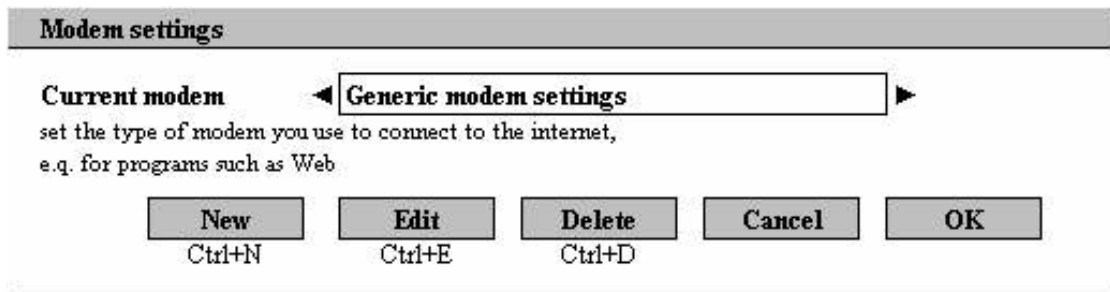 Modem settings
Current modem Generic modem settings
set the type of modem you use to connect to the internet,
e.q. for programs such as Web
New Edit Delete Cancel OK
Ctrl+N Ctrl+E Ctrl+D